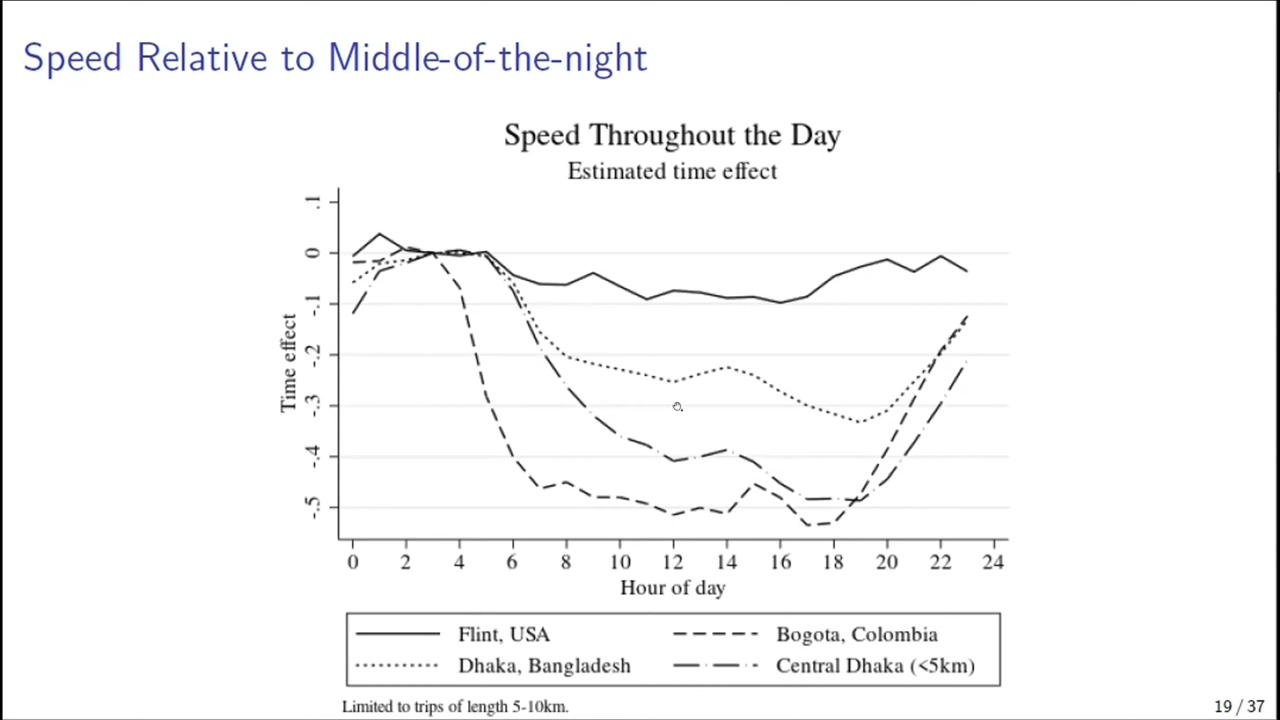 Speed Relative to Middle-of-the-night
Speed Throughout the Day
Estimated time effect
.1
0
-.1
-.2
-.3
-.4
-.5
Time effect
0 2 4 6 8 10 12 14 16 18 20 22 24
Hour of day
Flint, USA
Bogota, Colombia
Dhaka, Bangladesh
Central Dhaka (<5km)
Limited to trips of length 5-10km.
19 / 37